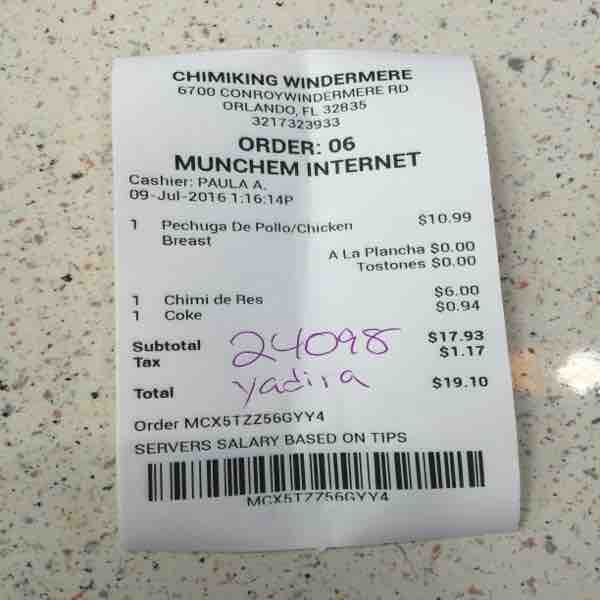 CHIMIKING WINDERMERE
6700 CONROYWINDERMERE RD
ORLANDO, FL 32835
3217323933
ORDER: 06
MUNCHEM INTERNET
Cashier: PAULA A.
09-Jul-2016 1:16:14P
1 Pechuga De Pollo/Chicken Breast $10.99
A La Plancha $0.00
Tostones $0.00
1 Chimi de Res $6.00
1 Coke $0.94
Subtotal $17.93
Tax $1.17
24098
Total $19.10
yadira
Order MCX5TZZ56GYY4
SERVERS SALARY BASED ON TIPS
MCX5TZZ56GYY4